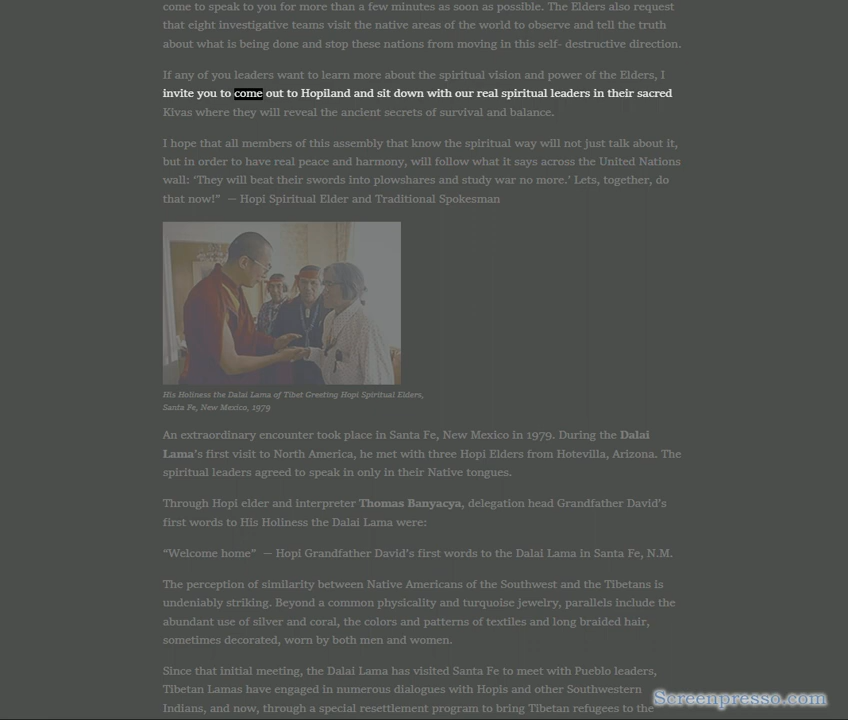 come to speak to you for more than a few minutes as soon as possible. The Elders also request
that eight investigative teams visit the native areas of the world to observe and tell the truth
about what is being done and stop these nations from moving in this self- destructive direction.
If any of you leaders want to learn more about the spiritual vision and power of the Elders, I
invite you to come out to Hopiland and sit down with our real spiritual leaders in their sacred
Kivas where they will reveal the ancient secrets of survival and balance.
I hope that all members of this assembly that know the spiritual way will not just talk about it,
but in order to have real peace and harmony, will follow what it says across the United Nations
wall: ‘They will beat their swords into plowshares and study war no more.’ Lets, together, do
that now!” — Hopi Spiritual Elder and Traditional Spokesman
His Holiness the Dalai Lama of Tibet Greeting Hopi Spiritual Elders,
Santa Fe, New Mexico, 1979
An extraordinary encounter took place in Santa Fe, New Mexico in 1979. During the Dalai
Lama’s first visit to North America, he met with three Hopi Elders from Hotevilla, Arizona. The
spiritual leaders agreed to speak in only in their Native tongues.
Through Hopi elder and interpreter Thomas Banyacya, delegation head Grandfather David’s
first words to His Holiness the Dalai Lama were:
“Welcome home” — Hopi Grandfather David’s first words to the Dalai Lama in Santa Fe, N.M.
The perception of similarity between Native Americans of the Southwest and the Tibetans is
undeniably striking. Beyond a common physicality and turquoise jewelry, parallels include the
abundant use of silver and coral, the colors and patterns of textiles and long braided hair,
sometimes decorated, worn by both men and women.
Since that initial meeting, the Dalai Lama has visited Santa Fe to meet with Pueblo leaders,
Tibetan Lamas have engaged in numerous dialogues with Hopis and other Southwestern
Indians, and now, through a special resettlement program to bring Tibetan refugees to the
Screenpresso.com